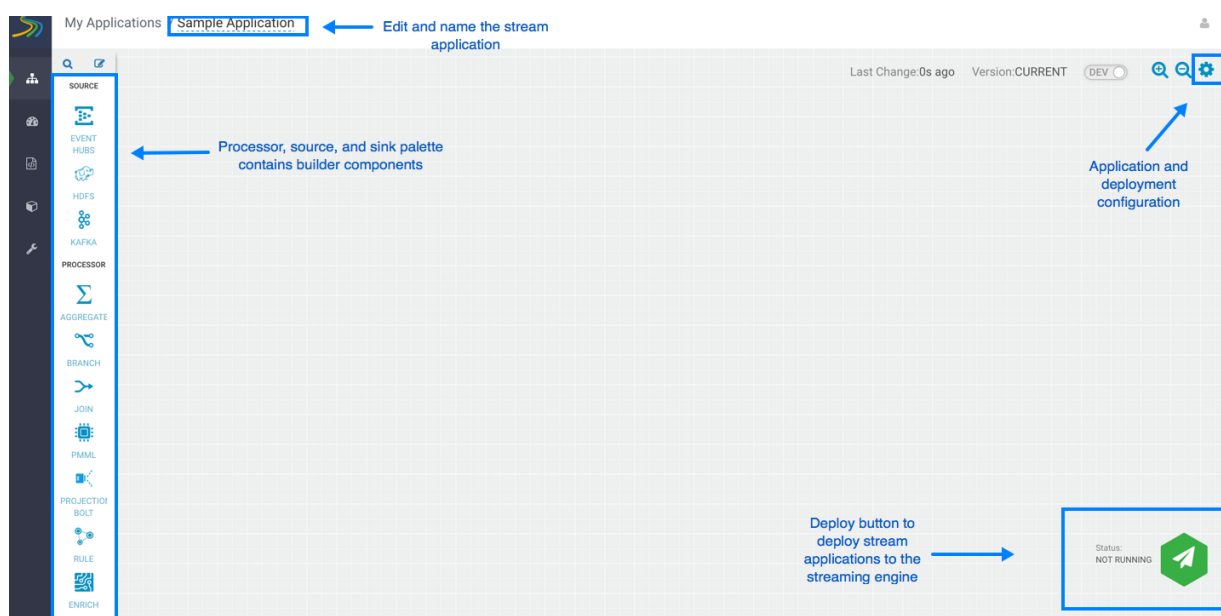 My Applications / Sample Application
Edit and name the stream
application
Last Change:0s ago Version:CURRENT DEV
SOURCE
EVENT
HUBS
HDFS
KAFKA
PROCESSOR
AGGREGATE
BRANCH
JOIN
PMML
PROJECTION
BOLT
RULE
ENRICH
Processor, source, and sink palette
contains builder components
Application and
deployment
configuration
Deploy button to
deploy stream
applications to the
streaming engine
Status:
NOT RUNNING